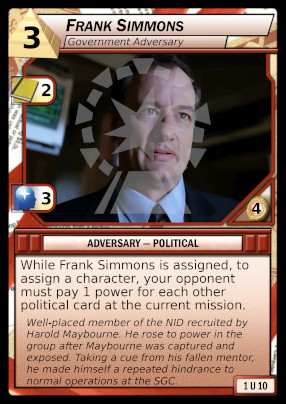 3
FRANK SIMMONS
Government Adversary
2
3
4
ADVERSARY — POLITICAL
While Frank Simmons is assigned, to
assign a character, your opponent
must pay 1 power for each other
political card at the current mission.
Well-placed member of the NID recruited by
Harold Maybourne. He rose to power in the
group after Maybourne was captured and
exposed. Taking a cue from his fallen mentor,
he made himself a repeated hindrance to
normal operations at the SGC.
1 U 10